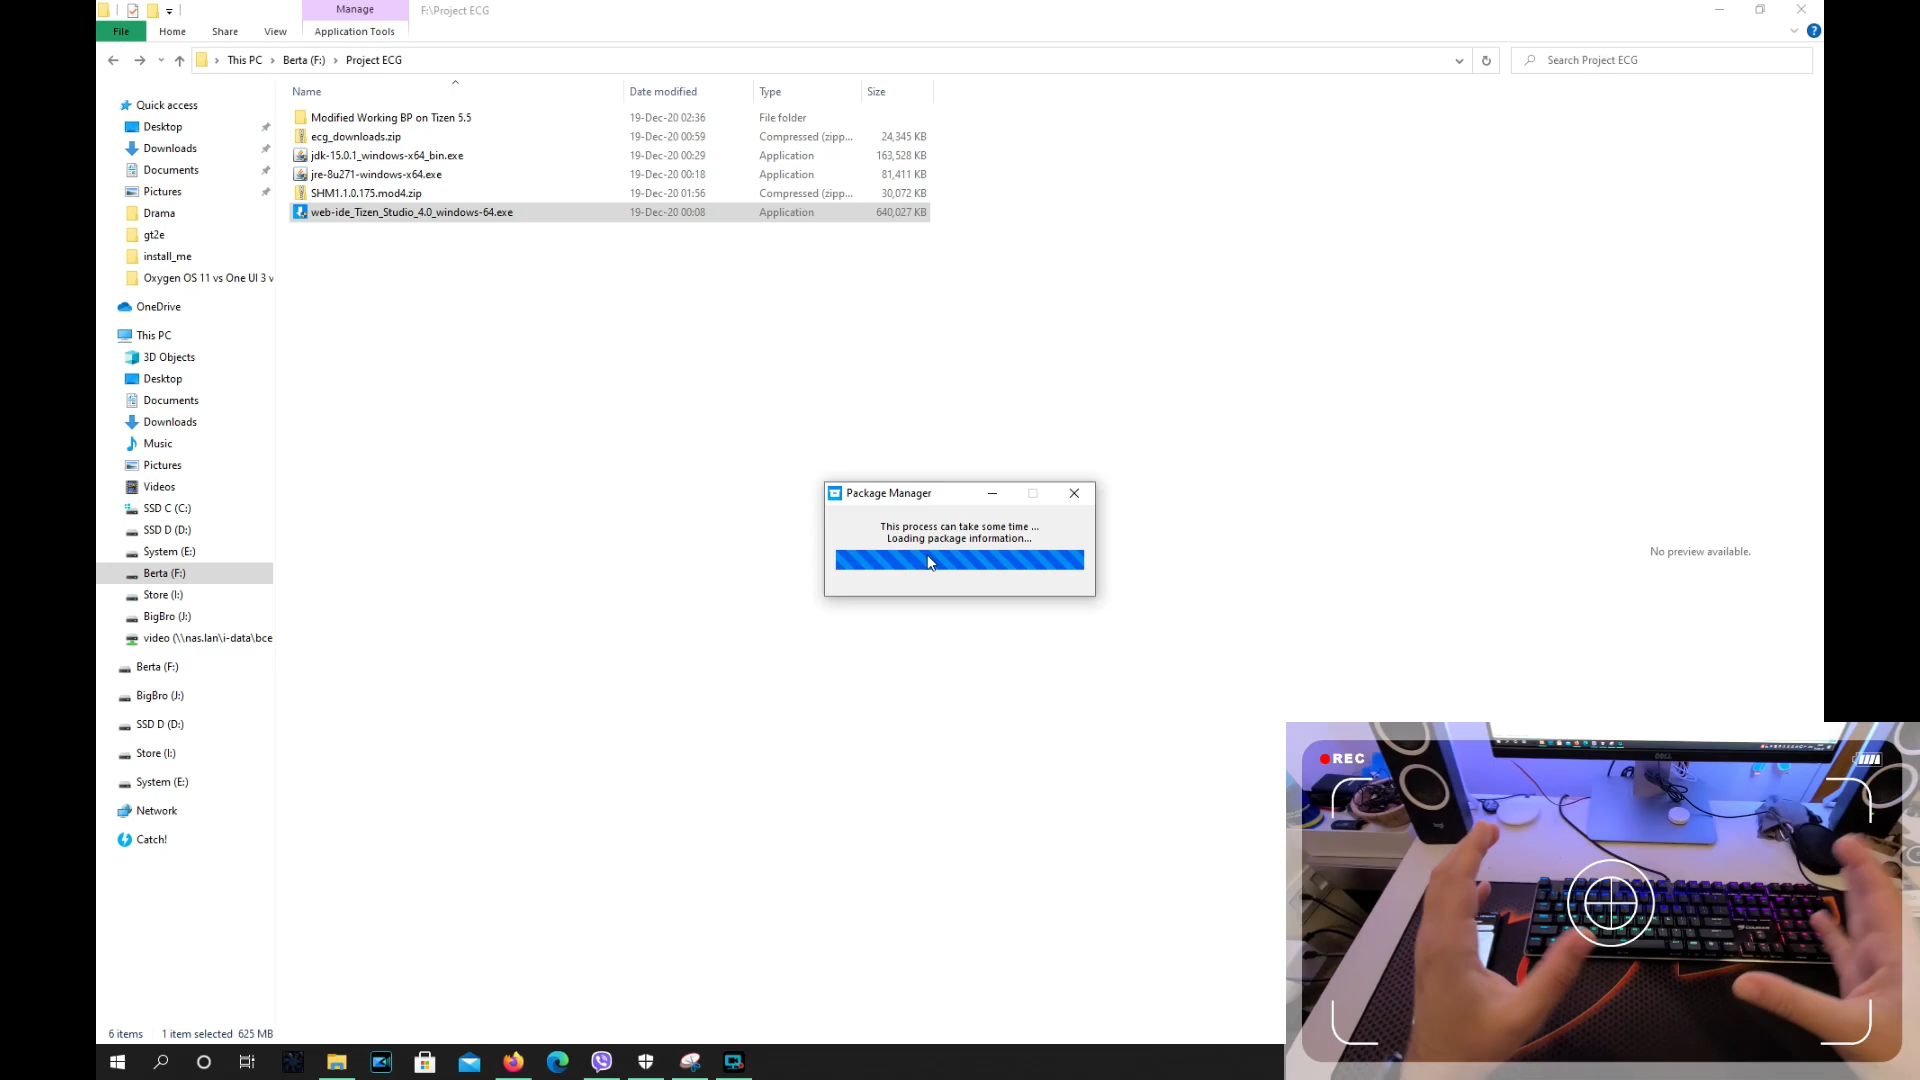 Manage
F:\Project ECG
File
Home
Share
View
Application Tools
This PC
Berta (F:)
Project ECG
Search Project ECG
Name
Date modified
Type
Size
Modified Working BP on Tizen 5.5
19-Dec-20 02:36
File folder
ecg_downloads.zip
19-Dec-20 00:59
Compressed (zipp...
24,345 KB
jdk-15.0.1_windows-x64_bin.exe
19-Dec-20 00:29
Application
163,528 KB
jre-8u271-windows-x64.exe
19-Dec-20 00:18
Application
81,411 KB
SHM1.1.0.175.mod4.zip
19-Dec-20 01:56
Compressed (zipp...
30,072 KB
web-ide_Tizen_Studio_4.0_windows-64.exe
19-Dec-20 00:08
Application
640,027 KB
Quick access
Desktop
Downloads
Documents
Pictures
Drama
gt2e
install_me
Oxygen OS 11 vs One UI 3 v
OneDrive
This PC
3D Objects
Desktop
Documents
Downloads
Music
Pictures
Videos
SSD C (C:)
SSD D (D:)
System (E:)
Berta (F:)
Store (I:)
BigBro (J:)
video (\\nas.lan\i-data\bce
Berta (F:)
BigBro (J:)
SSD D (D:)
Store (I:)
System (E:)
Network
Catch!
Package Manager
This process can take some time ...
Loading package information...
No preview available.
REC
DELL
COUGAR
6 items
1 item selected 625 MB